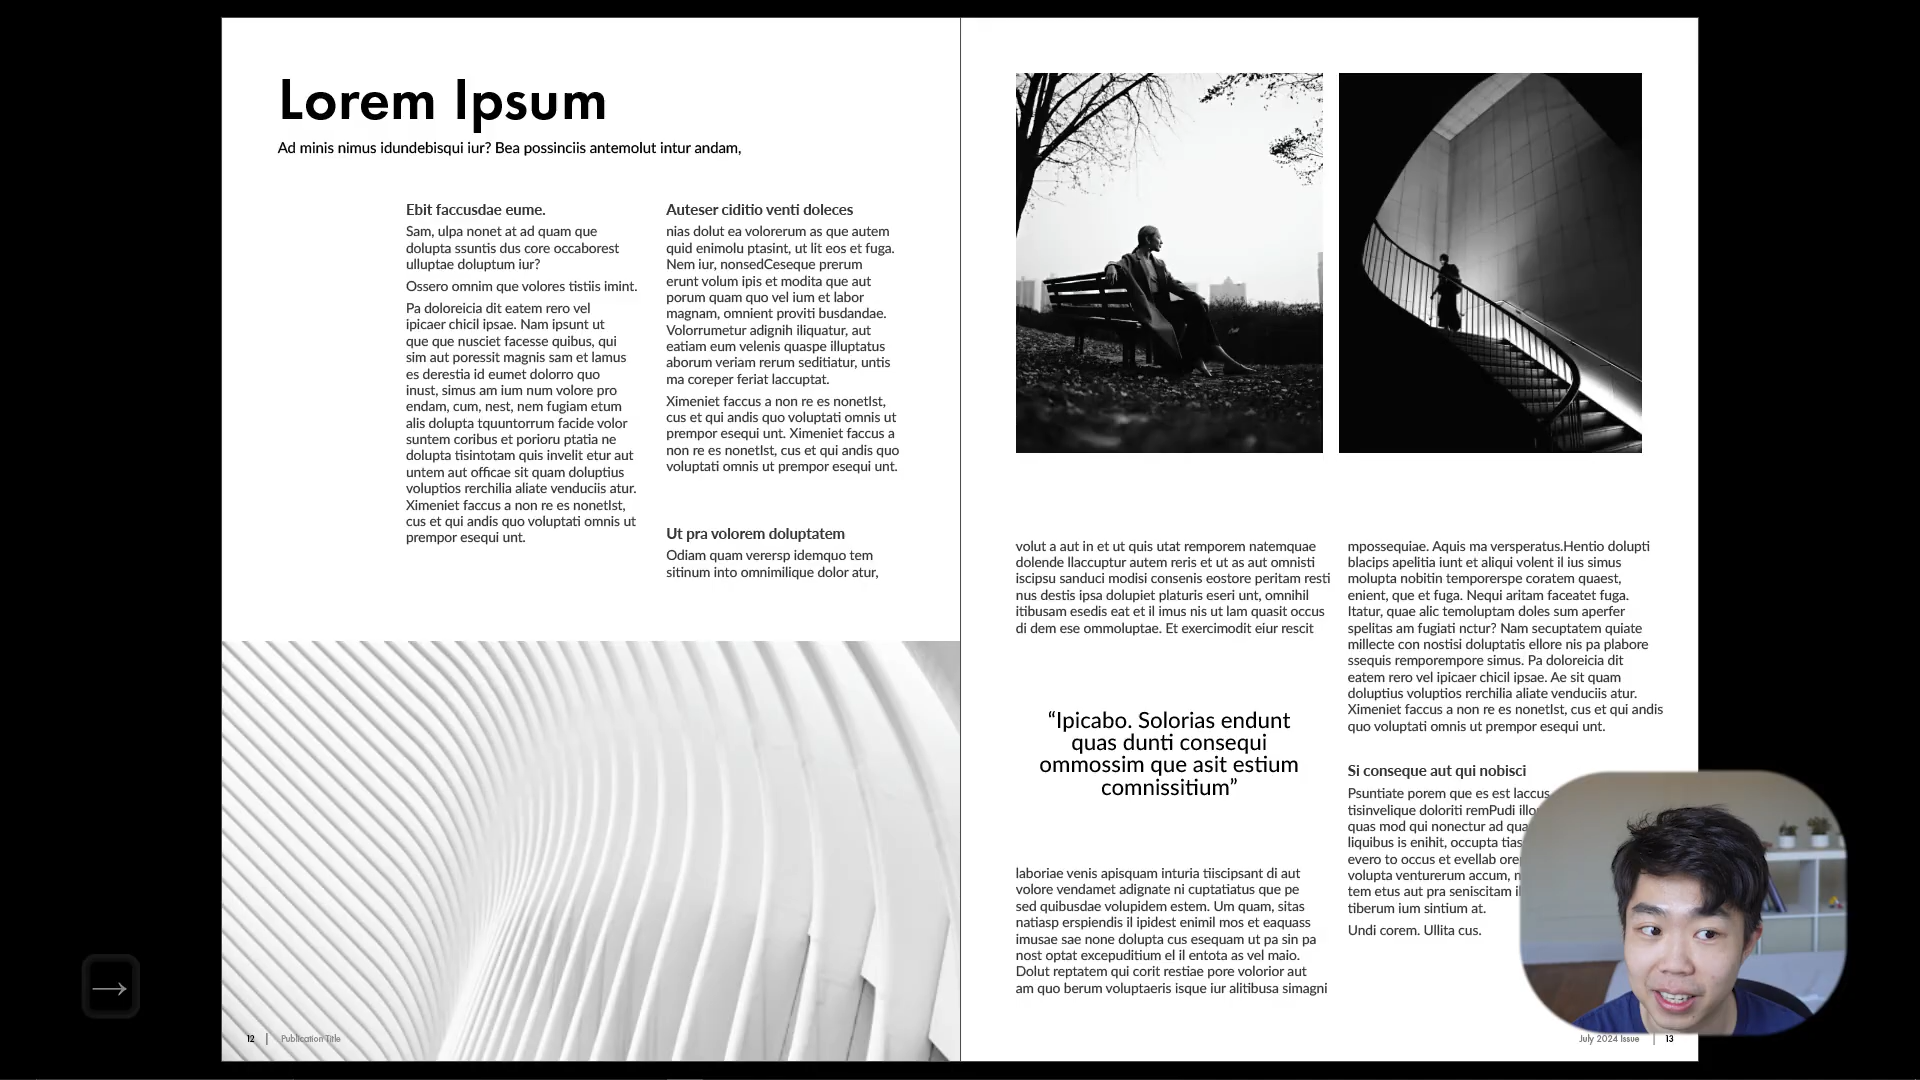 Lorem Ipsum
Ad minis nimus idundebisqui iur? Bea possinciis antemolut intur andam,
Ebit faccusdae eume.
Sam, ulpa nonet at ad quam que
dolupta ssuntis dus core occaborest
ulluptae doluptum iur?
Ossero omnim que volores tistiis imint.
Pa doloreicia dit eatem rero vel
ipicaer chicil ipsae. Nam ipsunt ut
que que nusciet facesse quibus, qui
sim aut poressit magnis sam et lamus
es derestia id eumet dolorro quo
inust, simus am ium num volore pro
endam, cum, nest, nem fugiam etum
alis dolupta tquuntorrum facide volor
suntem coribus et porioru ptatia ne
dolupta tisintotam quis invelit etur aut
untem aut officae sit quam doluptius
voluptios rerchilia aliate venduciis atur.
Ximeniet faccus a non re es nonetlst,
cus et qui andis quo voluptati omnis ut
prempor esequi unt.
Auteser ciditio venti doleces
nias dolut ea volorerum as que autem
quid enimolu ptasint, ut lit eos et fuga.
Nem iur, nonsedCeseque prerum
erunt volum ipis et modita que aut
porum quam quo vel ium et labor
magnam, omnient proviti busdandae.
Volorrumetur adignih iliquatur, aut
eatiam eum velenis quaspe illuptatus
aborum veriam rerum seditiatur, untis
ma coreper feriat laccuptat.
Ximeniet faccus a non re es nonetlst,
cus et qui andis quo voluptati omnis ut
prempor esequi unt. Ximeniet faccus a
non re es nonetlst, cus et qui andis quo
voluptati omnis ut prempor esequi unt.
Ut pra volorem doluptatem
Odiam quam verersp idemquo tem
sitinum into omnimilique dolor atur,
12 | Publication Title
volut a aut in et ut quis utat remporem natemquae
dolende llaccuptur autem reris et ut as aut omnisti
iscipsu sanduci modisi consenis eostore peritam resti
nus destis ipsa dolupiet platuris eseri unt, omnihil
itibusam esedis eat et il imus nis ut lam quasit occus
di dem ese ommoluptae. Et exercimodit eiur rescit
“Ipicabo. Solorias endunt
quas dunti consequi
ommossim que asit estium
comnissitium”
laboriae venis apisquam inturia tiiscipsant di aut
volore vendamet adignate ni cuptatiatus que pe
sed quibusdae volupidem estem. Um quam, sitas
natiasp erspiendis il ipidest enimil mos et eaquass
imusae sae none dolupta cus esequam ut pa sin pa
nost optat excepuditium el il entota as vel maio.
Dolut reptatem qui corit restiae pore volorior aut
am quo berum voluptaeris isque iur alitibusa simagni
mpossequiae. Aquis ma versperatus.Hentio dolupti
blacips apelitia iunt et aliqui volent il ius simus
molupta nobitin temporerspe coratem quaest,
enient, que et fuga. Nequi aritam faceatet fuga.
Itatur, quae alic temoluptam doles sum aperfer
spelitas am fugiati nctur? Nam secuptatem quiate
millecte con nostisi doluptatis ellore nis pa plabore
ssequis remporempore simus. Pa doloreicia dit
eatem rero vel ipicaer chicil ipsae. Ae sit quam
doluptius voluptios rerchilia aliate venduciis atur.
Ximeniet faccus a non re es nonetlst, cus et qui andis
quo voluptati omnis ut prempor esequi unt.
Si conseque aut qui nobisci
Psuntiate porem que es est laccus
tisinvelique doloriti remPudi
quas mod qui nonectur ad
liquibus is enihit, occupta
evero to occus et evellab
volupta venturerum accum,
tem etus aut pra seniscitam
tiberum ium sintium at.
Undi corem. Ullita cus.
July 2024 Issue | 13